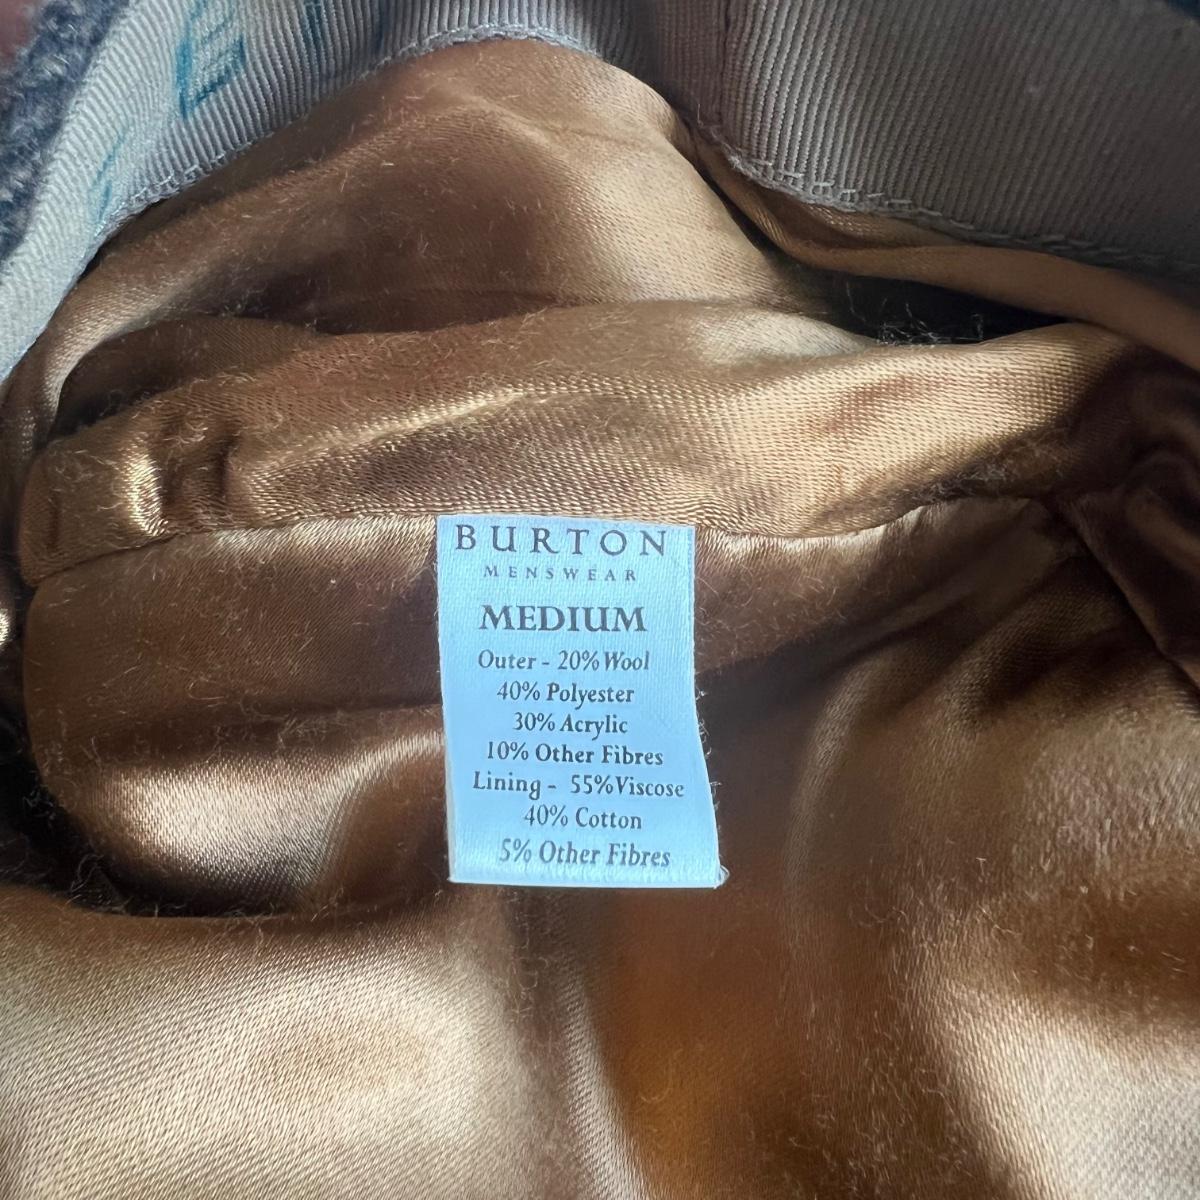 BURTON
MENSWEAR
MEDIUM
Outer - 20% Wool
40% Polyester
30% Acrylic
10% Other Fibres
Lining - 55% Viscose
40% Cotton
5% Other Fibres